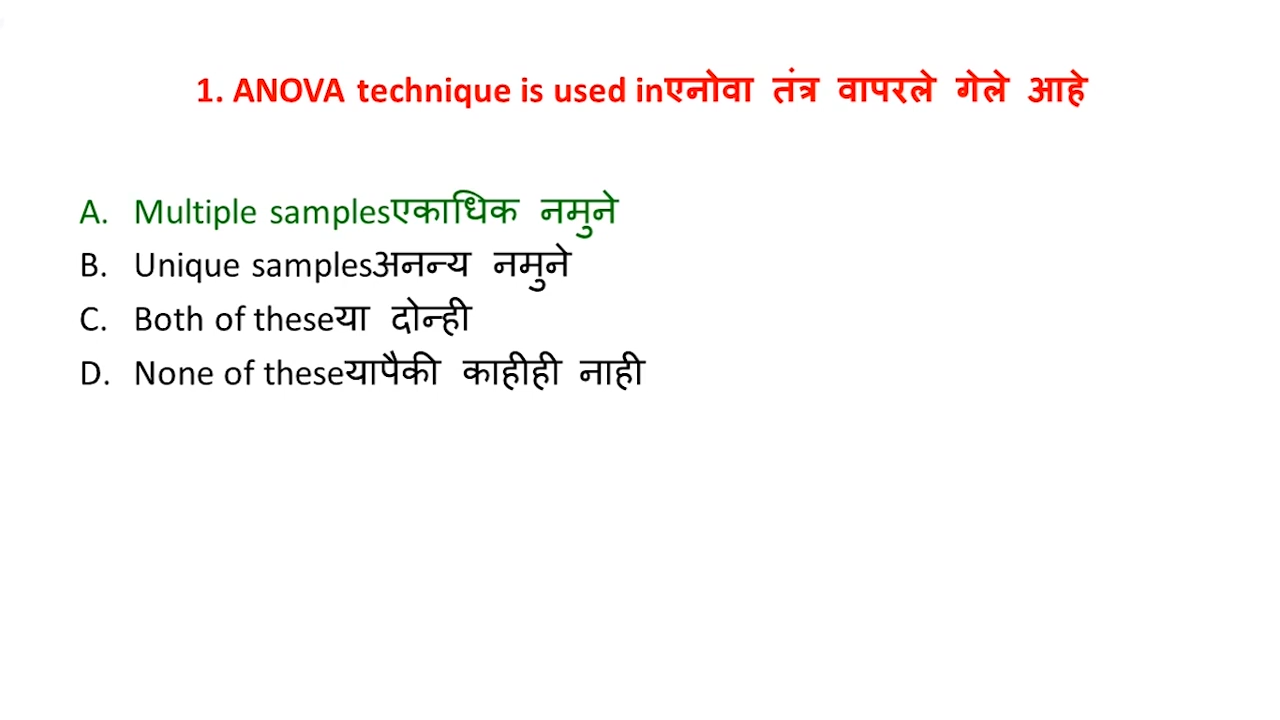 1. ANOVA technique is used inएनोवा तंत्र वापरले गेले आहे
A. Multiple samplesएकाधिक नमुने
B. Unique samplesअनन्य नमुने
C. Both of theseया दोन्ही
D. None of theseयापैकी काहीही नाही